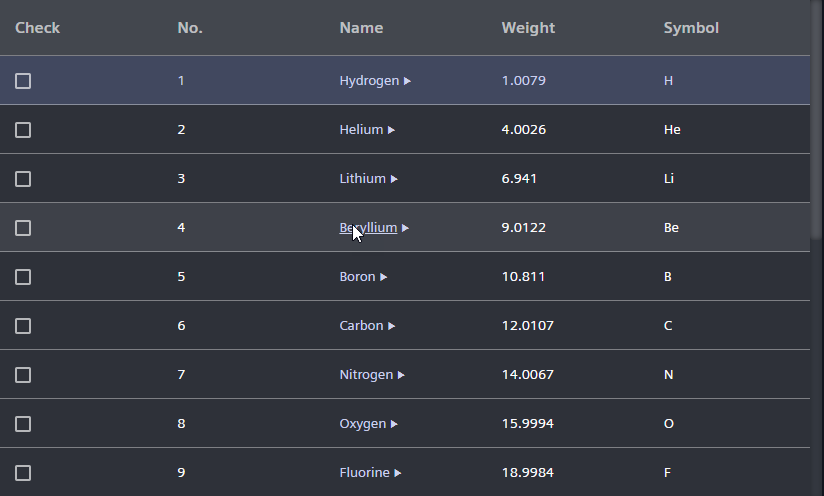 Check No. Name Weight Symbol
1 Hydrogen 1.0079 H
2 Helium 4.0026 He
3 Lithium 6.941 Li
4 Beryllium 9.0122 Be
5 Boron 10.811 B
6 Carbon 12.0107 C
7 Nitrogen 14.0067 N
8 Oxygen 15.9994 O
9 Fluorine 18.9984 F